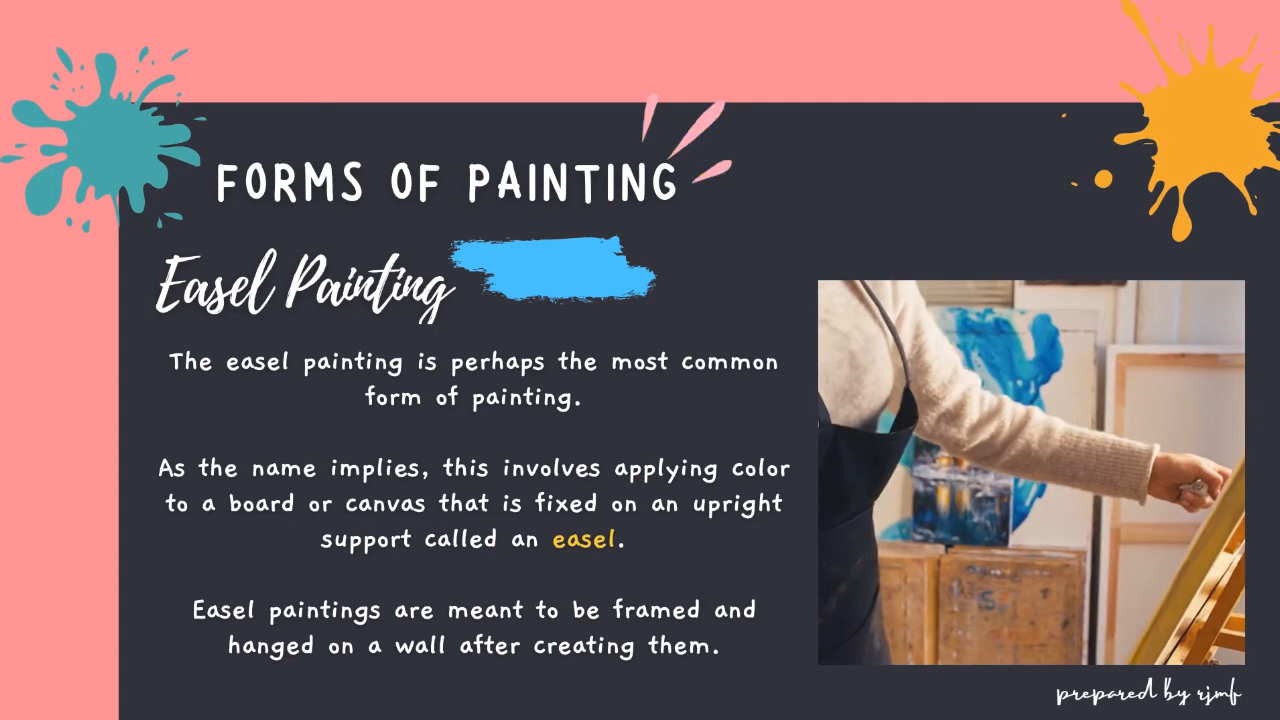 FORMS OF PAINTING
Easel Painting
The easel painting is perhaps the most common
form of painting.
As the name implies, this involves applying color
to a board or canvas that is fixed on an upright
support called an easel.
Easel paintings are meant to be framed and
hanged on a wall after creating them.
prepared by rjmf